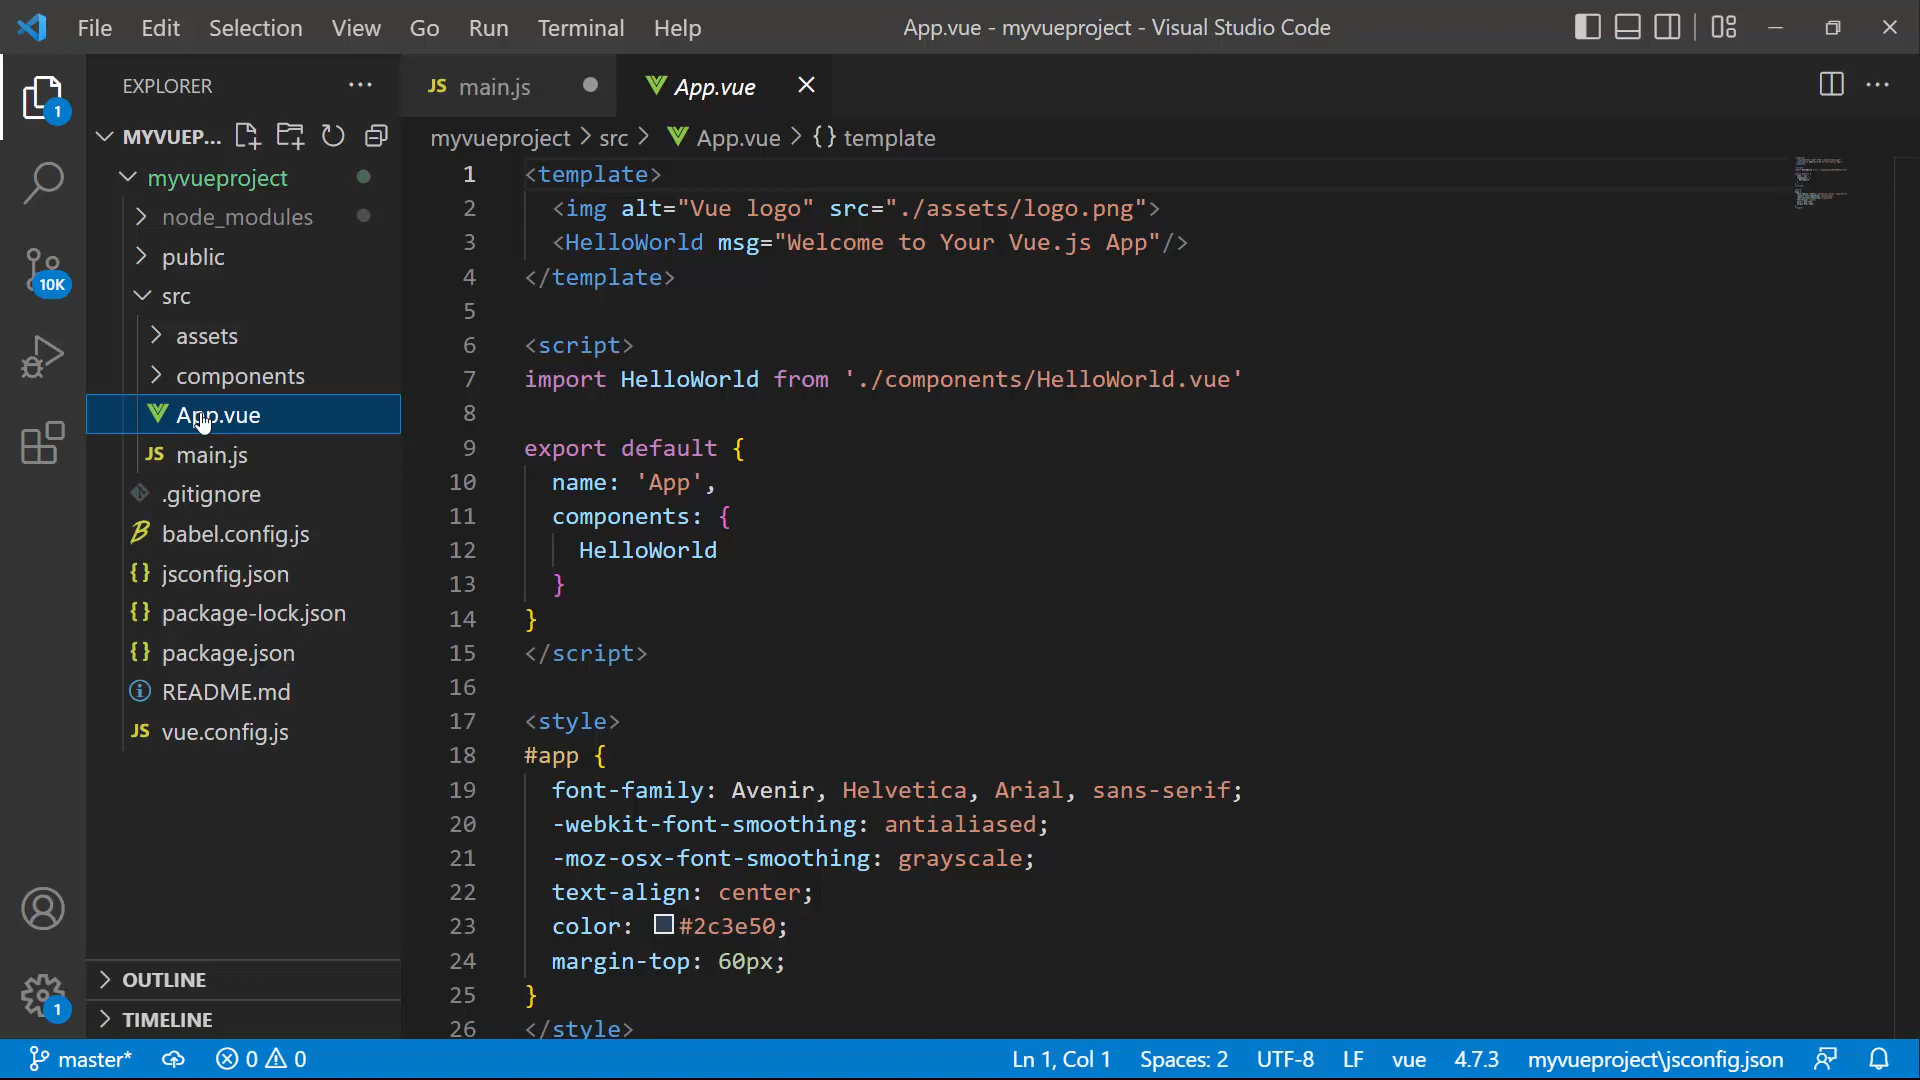 File Edit Selection View Go Run Terminal Help
App.vue - myvueproject - Visual Studio Code
1
10K
1
EXPLORER
MYVUEP...
myvueproject
node_modules
public
src
assets
components
App.vue
JS main.js
.gitignore
babel.config.js
{} jsconfig.json
{} package-lock.json
{} package.json
README.md
JS vue.config.js
OUTLINE
TIMELINE
JS main.js
App.vue
myvueproject > src > App.vue > {} template
1 <template>
2 <img alt="Vue logo" src="./assets/logo.png">
3 <HelloWorld msg="Welcome to Your Vue.js App"/>
4 </template>
5
6 <script>
7 import HelloWorld from './components/HelloWorld.vue'
8
9 export default {
10 name: 'App',
11 components: {
12 HelloWorld
13 }
14 }
15 </script>
16
17 <style>
18 #app {
19 font-family: Avenir, Helvetica, Arial, sans-serif;
20 -webkit-font-smoothing: antialiased;
21 -moz-osx-font-smoothing: grayscale;
22 text-align: center;
23 color: #2c3e50;
24 margin-top: 60px;
25 }
26 </style>
master* 0 0
Ln 1, Col 1 Spaces: 2 UTF-8 LF vue 4.7.3 myvueproject\jsconfig.json